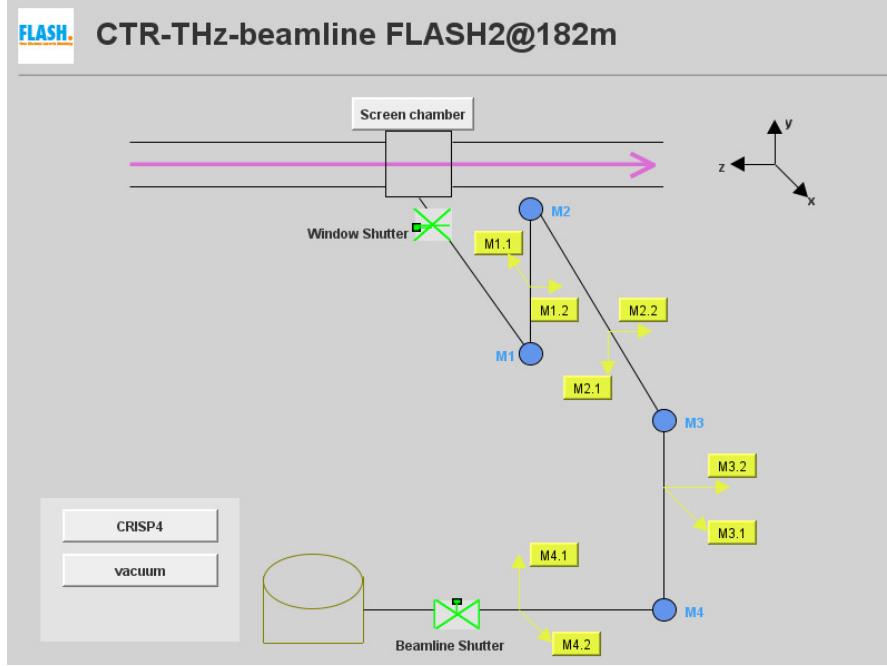 FLASH.
CTR-THz-beamline FLASH2@182m
Screen chamber
y
z
x
M2
Window Shutter
M1.1
M1.2
M2.2
M1
M2.1
M3
M3.2
CRISP4
M3.1
M4.1
vacuum
M4
Beamline Shutter
M4.2